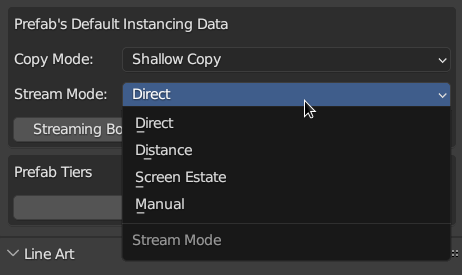 Prefab's Default Instancing Data
Copy Mode: Shallow Copy
Stream Mode: Direct
Streaming Bo
Direct
Distance
Screen Estate
Manual
Prefab Tiers
Stream Mode
Line Art